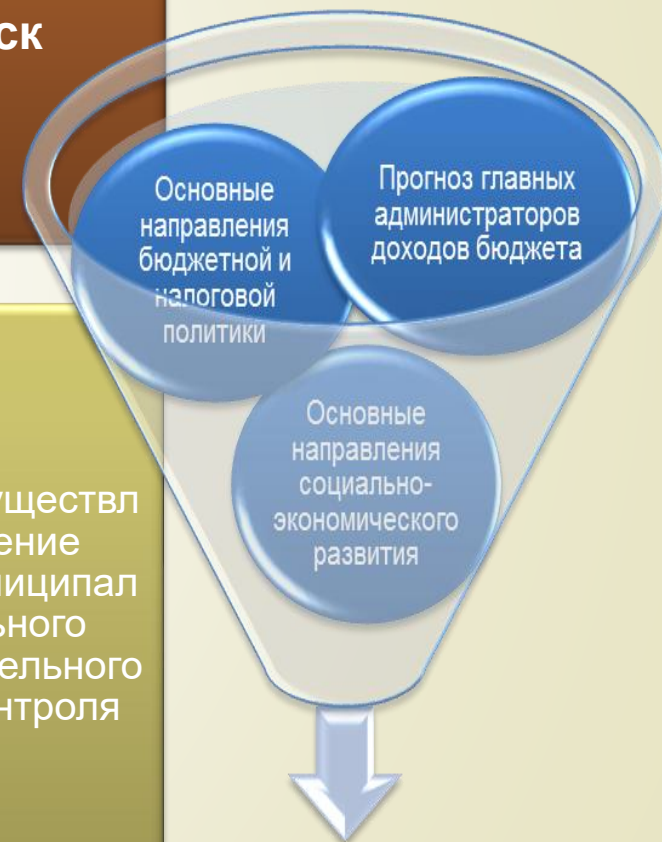 ск
Основные
направления
бюджетной и
налоговой
политики
Прогноз главных
администраторов
доходов бюджета
Основные
направления
социально-
экономического
развития
уществл
ение
ниципал
ьного
ельного
нтроля